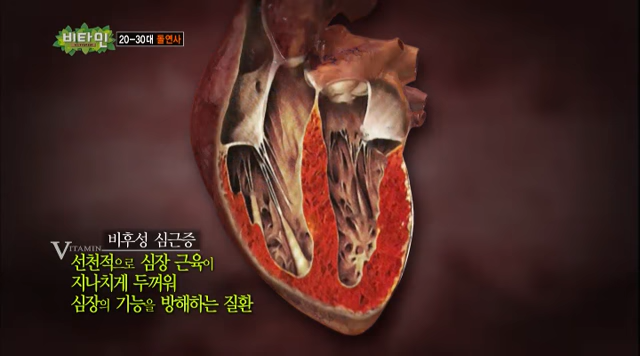 비타민
20-30대 돌연사
VITAMIN 비후성 심근증
선천적으로 심장 근육이
지나치게 두꺼워
심장의 기능을 방해하는 질환